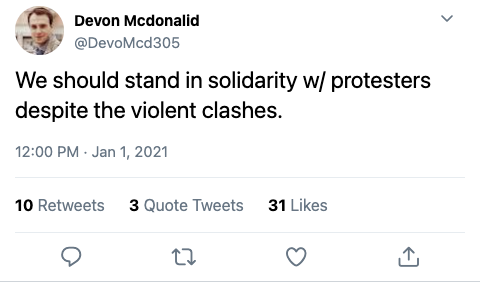 Devon Mcdonalid
@DevoMcd305
We should stand in solidarity w/ protesters
despite the violent clashes.
12:00 PM · Jan 1, 2021
10 Retweets 3 Quote Tweets 31 Likes